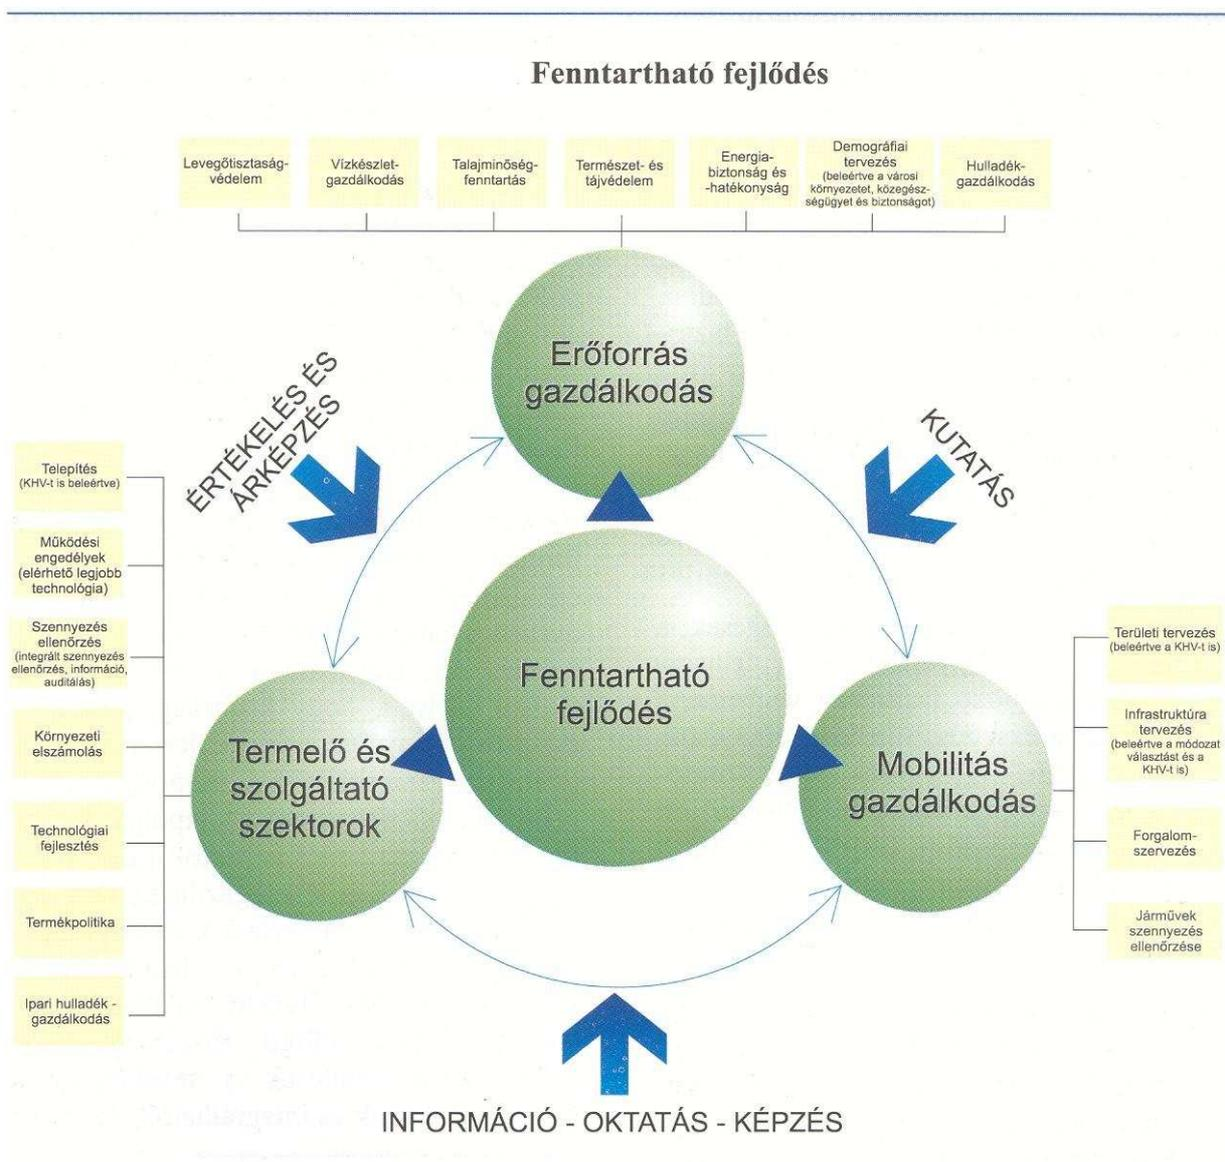 Fenntartható fejlődés
Levegőtisztaság-
védelem
Vízkészlet-
gazdálkodás
Talajminőség-
fenntartás
Természet- és
tájvédelem
Energia-
biztonság és
-hatékonyság
Demográfiai
tervezés
(beleértve a városi
környezetet, közegész-
ségügyet és biztonságot)
Hulladék-
gazdálkodás
Erőforrás
gazdálkodás
ÉRTÉKELÉS ÉS
ÁRKÉPZÉS
KUTATÁS
Telepítés
(KHV-t is beleértve)
Működési
engedélyek
(elérhető legjobb
technológia)
Szennyezés
ellenőrzés
(integrált szennyezés
ellenőrzés, információ,
auditálás)
Környezeti
elszámolás
Technológiai
fejlesztés
Termékpolitika
Ipari hulladék -
gazdálkodás
Termelő és
szolgáltató
szektorok
Fenntartható
fejlődés
Mobilitás
gazdálkodás
Területi tervezés
(beleértve a KHV-t is)
Infrastruktúra
tervezés
(beleértve a módozat
választást és a
KHV-t is)
Forgalom-
szervezés
Járművek
szennyezés
ellenőrzése
INFORMÁCIÓ - OKTATÁS - KÉPZÉS